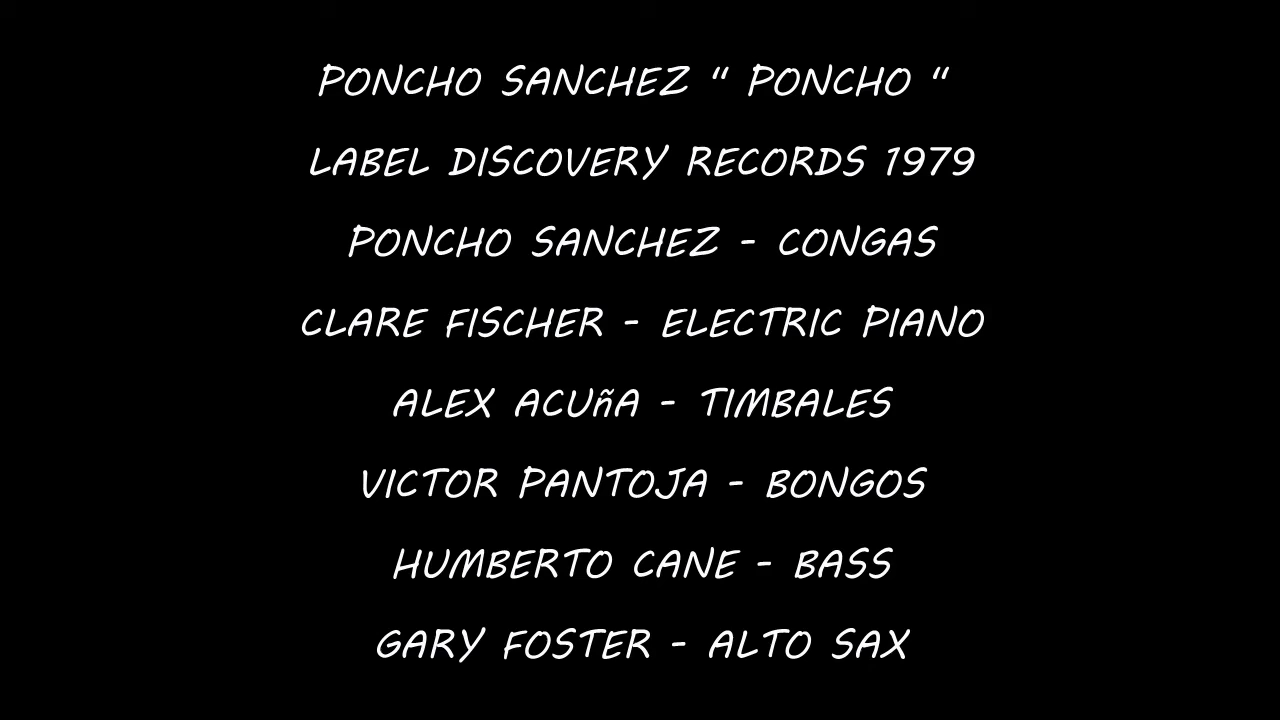 PONCHO SANCHEZ " PONCHO "
LABEL DISCOVERY RECORDS 1979
PONCHO SANCHEZ - CONGAS
CLARE FISCHER - ELECTRIC PIANO
ALEX ACUñA - TIMBALES
VICTOR PANTOJA - BONGOS
HUMBERTO CANE - BASS
GARY FOSTER - ALTO SAX